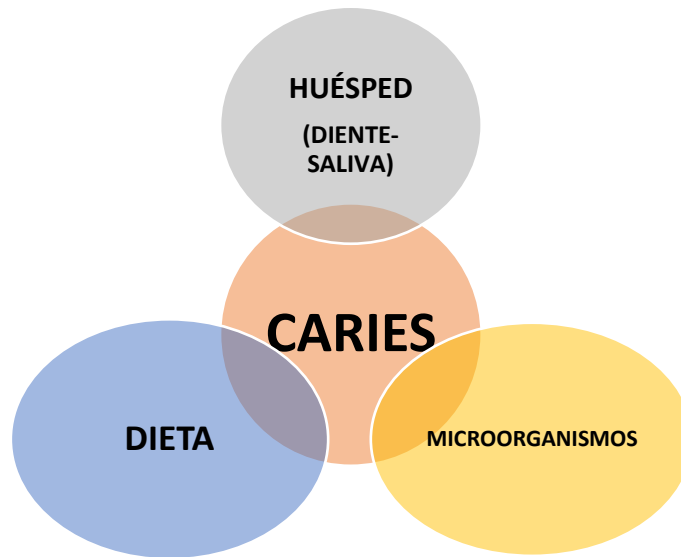 HUÉSPED
(DIENTE-
SALIVA)
CARIES
DIETA
MICROORGANISMOS